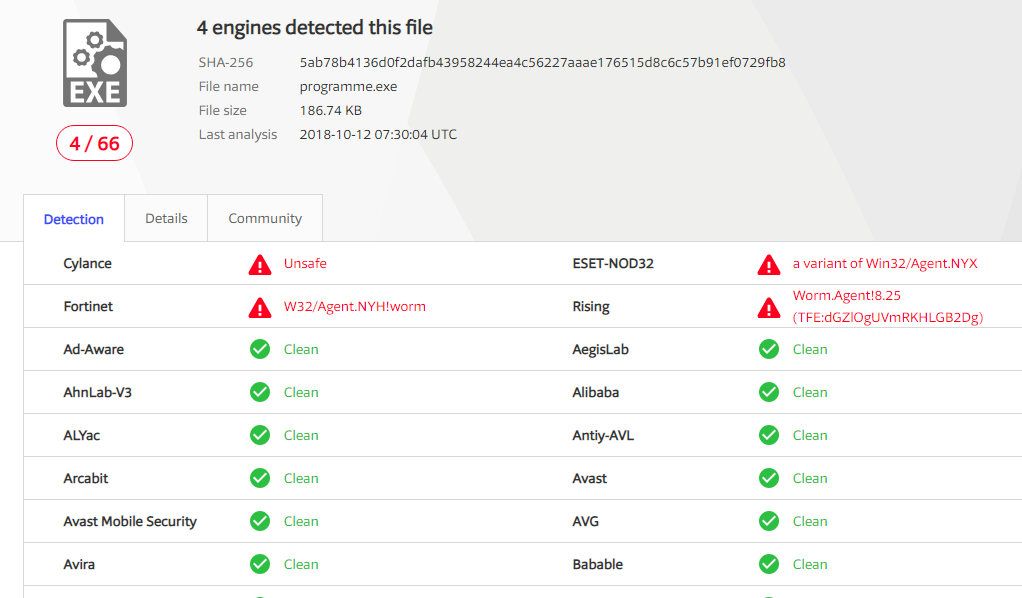 4 engines detected this file
SHA-256 5ab78b4136d0f2dafb43958244ea4c56227aaae176515d8c6c57b91ef0729fb8
File name programme.exe
File size 186.74 KB
Last analysis 2018-10-12 07:30:04 UTC
EXE
4 / 66
Detection Details Community
Cylance Unsafe ESET-NOD32 a variant of Win32/Agent.NYX
Fortinet W32/Agent.NYH!worm Rising Worm.Agent!8.25
(TFE:dGZlOgUVmRKHLGB2Dg)
Ad-Aware Clean AegisLab Clean
AhnLab-V3 Clean Alibaba Clean
ALYac Clean Antiy-AVL Clean
Arcabit Clean Avast Clean
Avast Mobile Security Clean AVG Clean
Avira Clean Babable Clean